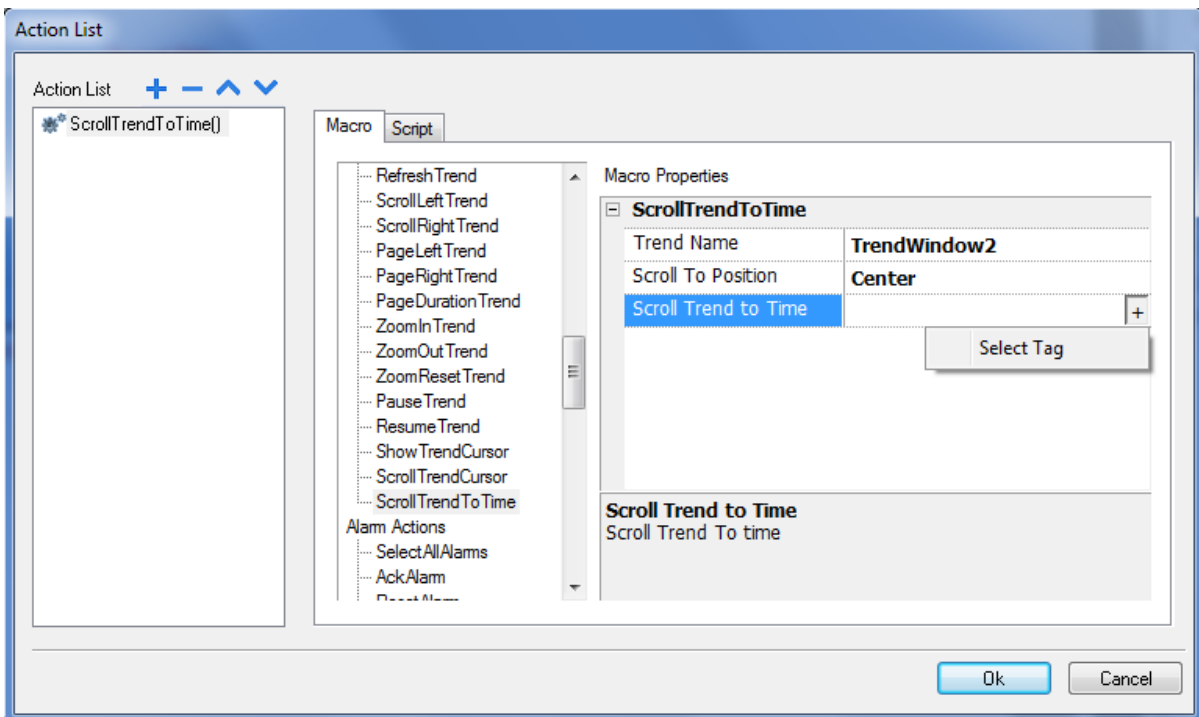 Action List
Action List
ScrollTrendToTime()
Macro
Script
RefreshTrend
ScrollLeftTrend
ScrollRightTrend
PageLeftTrend
PageRightTrend
PageDurationTrend
ZoomInTrend
ZoomOutTrend
ZoomResetTrend
PauseTrend
ResumeTrend
ShowTrendCursor
ScrollTrendCursor
ScrollTrendToTime
Alarm Actions
SelectAllAlarms
AckAlarm
Macro Properties
ScrollTrendToTime
Trend Name TrendWindow2
Scroll To Position Center
Scroll Trend to Time +
Select Tag
Scroll Trend to Time
Scroll Trend To time
Ok Cancel